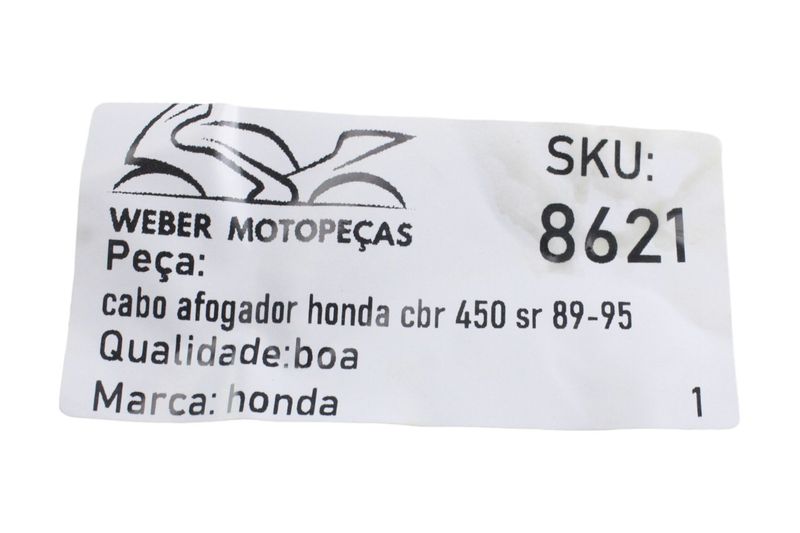 WEBER MOTOPEÇAS
SKU:
8621
Peça:
cabo afogador honda cbr 450 sr 89-95
Qualidade:boa
Marca: honda
1